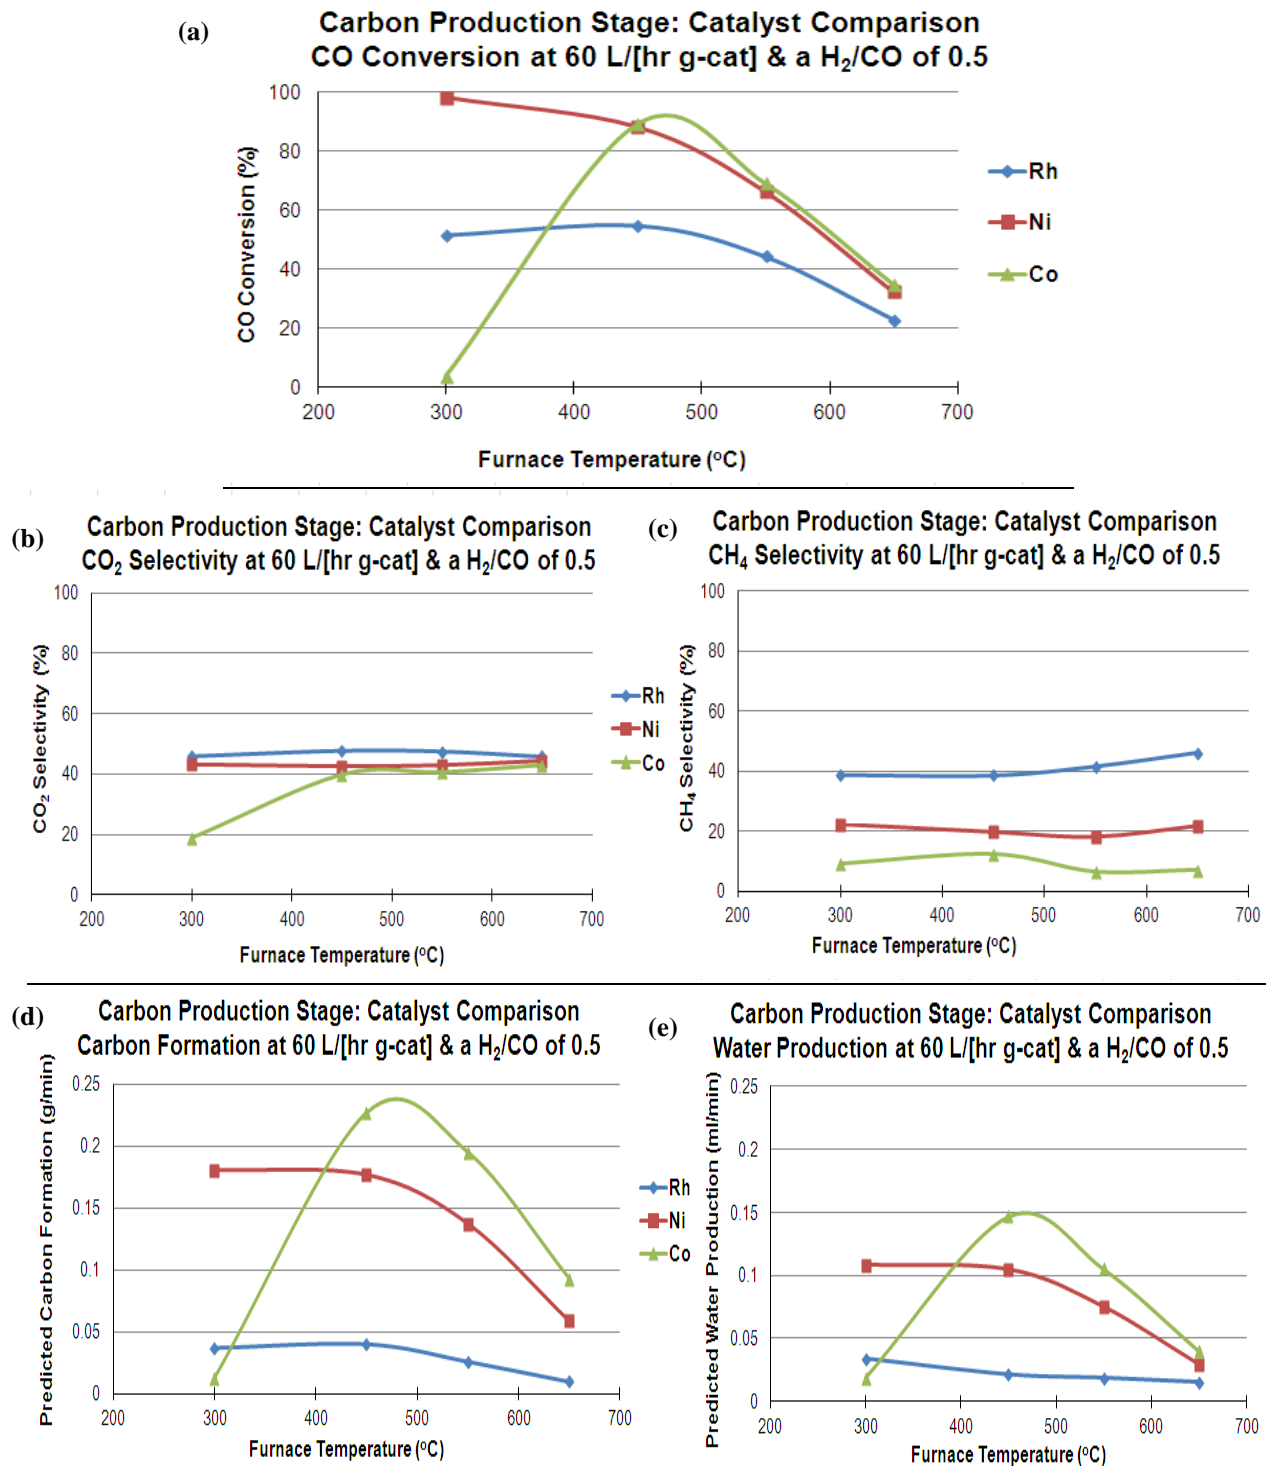 (a)
Carbon Production Stage: Catalyst Comparison
CO Conversion at 60 L/[hr g-cat] & a H₂/CO of 0.5
CO Conversion (%)
100
80
60
40
20
0
200 300 400 500 600 700
Furnace Temperature (°C)
Rh
Ni
Co
(b)
Carbon Production Stage: Catalyst Comparison
CO₂ Selectivity at 60 L/[hr g-cat] & a H₂/CO of 0.5
CO₂ Selectivity (%)
100
80
60
40
20
0
200 300 400 500 600 700
Furnace Temperature (°C)
Rh
Ni
Co
(c)
Carbon Production Stage: Catalyst Comparison
CH₄ Selectivity at 60 L/[hr g-cat] & a H₂/CO of 0.5
CH₄ Selectivity (%)
100
80
60
40
20
0
200 300 400 500 600 700
Furnace Temperature (°C)
(d)
Carbon Production Stage: Catalyst Comparison
Carbon Formation at 60 L/[hr g-cat] & a H₂/CO of 0.5
Predicted Carbon Formation (g/min)
0.25
0.2
0.15
0.1
0.05
0
200 300 400 500 600 700
Furnace Temperature (°C)
Rh
Ni
Co
(e)
Carbon Production Stage: Catalyst Comparison
Water Production at 60 L/[hr g-cat] & a H₂/CO of 0.5
Predicted Water Production (ml/min)
0.25
0.2
0.15
0.1
0.05
0
200 300 400 500 600 700
Furnace Temperature (°C)